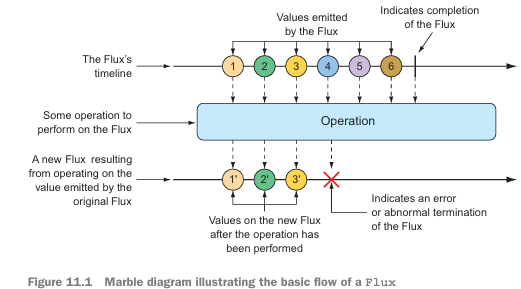 Values emitted
by the Flux
Indicates completion
of the Flux
The Flux's
timeline
1 2 3 4 5 6
Some operation to
perform on the Flux
Operation
A new Flux resulting
from operating on the
value emitted by the
original Flux
1' 2' 3'
Values on the new Flux
after the operation has
been performed
Indicates an error
or abnormal termination
of the Flux
Figure 11.1 Marble diagram illustrating the basic flow of a Flux